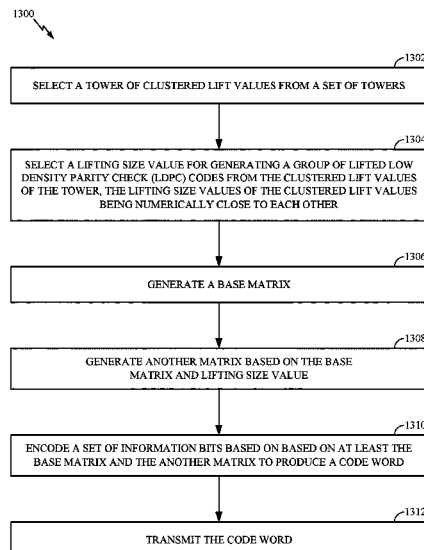 1300
1302
SELECT A TOWER OF CLUSTERED LIFT VALUES FROM A SET OF TOWERS
1304
SELECT A LIFTING SIZE VALUE FOR GENERATING A GROUP OF LIFTED LOW
DENSITY PARITY CHECK (LDPC) CODES FROM THE CLUSTERED LIFT VALUES
OF THE TOWER, THE LIFTING SIZE VALUES OF THE CLUSTERED LIFT VALUES
BEING NUMERICALLY CLOSE TO EACH OTHER
1306
GENERATE A BASE MATRIX
1308
GENERATE ANOTHER MATRIX BASED ON THE BASE
MATRIX AND LIFTING SIZE VALUE
1310
ENCODE A SET OF INFORMATION BITS BASED ON BASED ON AT LEAST THE
BASE MATRIX AND THE ANOTHER MATRIX TO PRODUCE A CODE WORD
1312
TRANSMIT THE CODE WORD